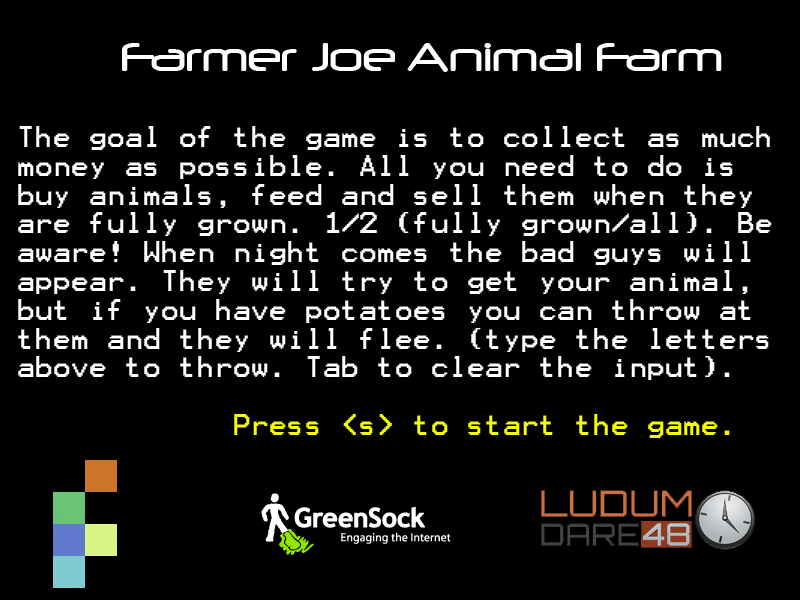 Farmer Joe Animal Farm
The goal of the game is to collect as much
money as possible. All you need to do is
buy animals, feed and sell them when they
are fully grown. 1/2 (fully grown/all). Be
aware! When night comes the bad guys will
appear. They will try to get your animal,
but if you have potatoes you can throw at
them and they will flee. (type the letters
above to throw. Tab to clear the input).
Press <s> to start the game.
GreenSock
Engaging the Internet
LUDUM
DARE48